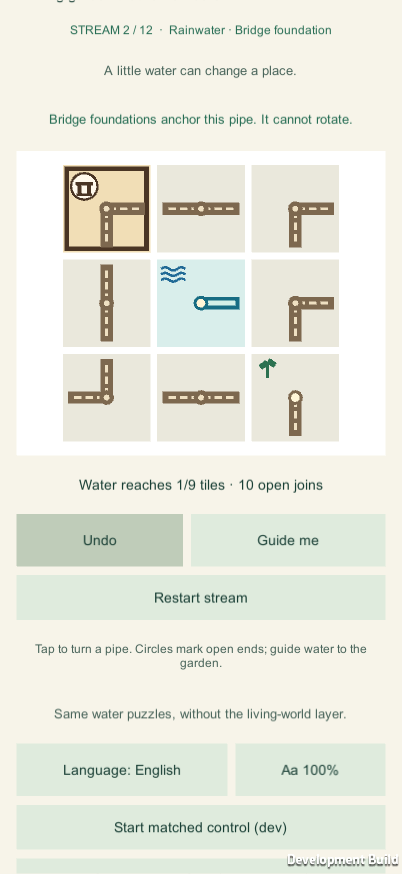 STREAM 2 / 12 · Rainwater · Bridge foundation
A little water can change a place.
Bridge foundations anchor this pipe. It cannot rotate.
Water reaches 1/9 tiles · 10 open joins
Undo
Guide me
Restart stream
Tap to turn a pipe. Circles mark open ends; guide water to the
garden.
Same water puzzles, without the living-world layer.
Language: English
Aa 100%
Start matched control (dev)
Development Build